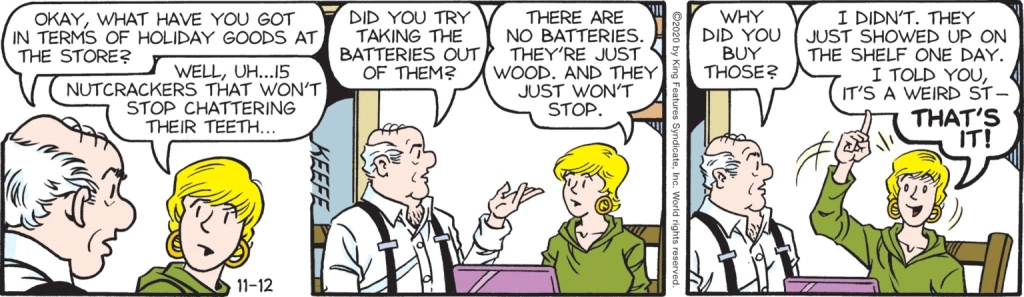 OKAY, WHAT HAVE YOU GOT
IN TERMS OF HOLIDAY GOODS AT
THE STORE?
WELL, UH...15
NUTCRACKERS THAT WON'T
STOP CHATTERING
THEIR TEETH...
11-12
DID YOU TRY
TAKING THE
BATTERIES OUT
OF THEM?
THERE ARE
NO BATTERIES.
THEY'RE JUST
WOOD. AND THEY
JUST WON'T
STOP.
©2020 by King Features Syndicate, Inc. World rights reserved.
WHY
DID YOU
BUY
THOSE?
I DIDN'T. THEY
JUST SHOWED UP ON
THE SHELF ONE DAY.
I TOLD YOU,
IT'S A WEIRD ST–
THAT'S
IT!